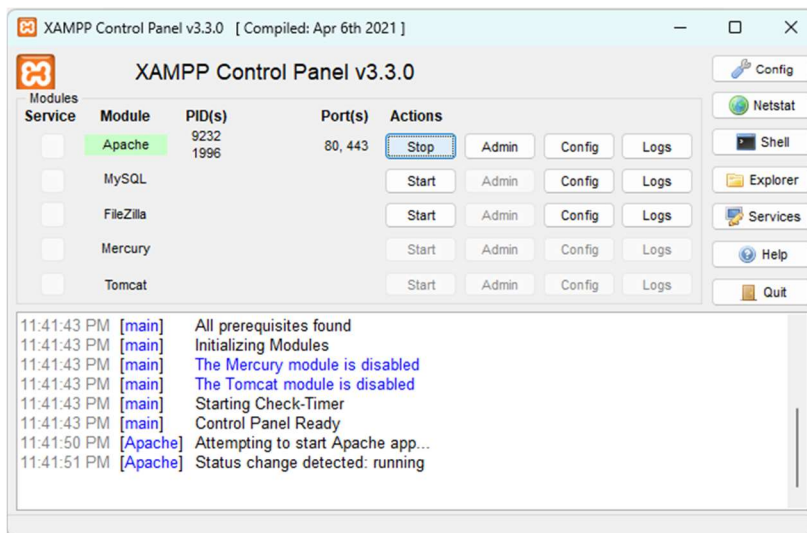 XAMPP Control Panel v3.3.0 [ Compiled: Apr 6th 2021 ]
XAMPP Control Panel v3.3.0
Config
Modules
Netstat
Service Module PID(s) Port(s) Actions
Apache 9232 1996 80, 443 Stop Admin Config Logs
Shell
MySQL Start Admin Config Logs
Explorer
FileZilla Start Admin Config Logs
Services
Mercury Start Admin Config Logs
Help
Tomcat Start Admin Config Logs
Quit
11:41:43 PM [main] All prerequisites found
11:41:43 PM [main] Initializing Modules
11:41:43 PM [main] The Mercury module is disabled
11:41:43 PM [main] The Tomcat module is disabled
11:41:43 PM [main] Starting Check-Timer
11:41:43 PM [main] Control Panel Ready
11:41:50 PM [Apache] Attempting to start Apache app...
11:41:51 PM [Apache] Status change detected: running